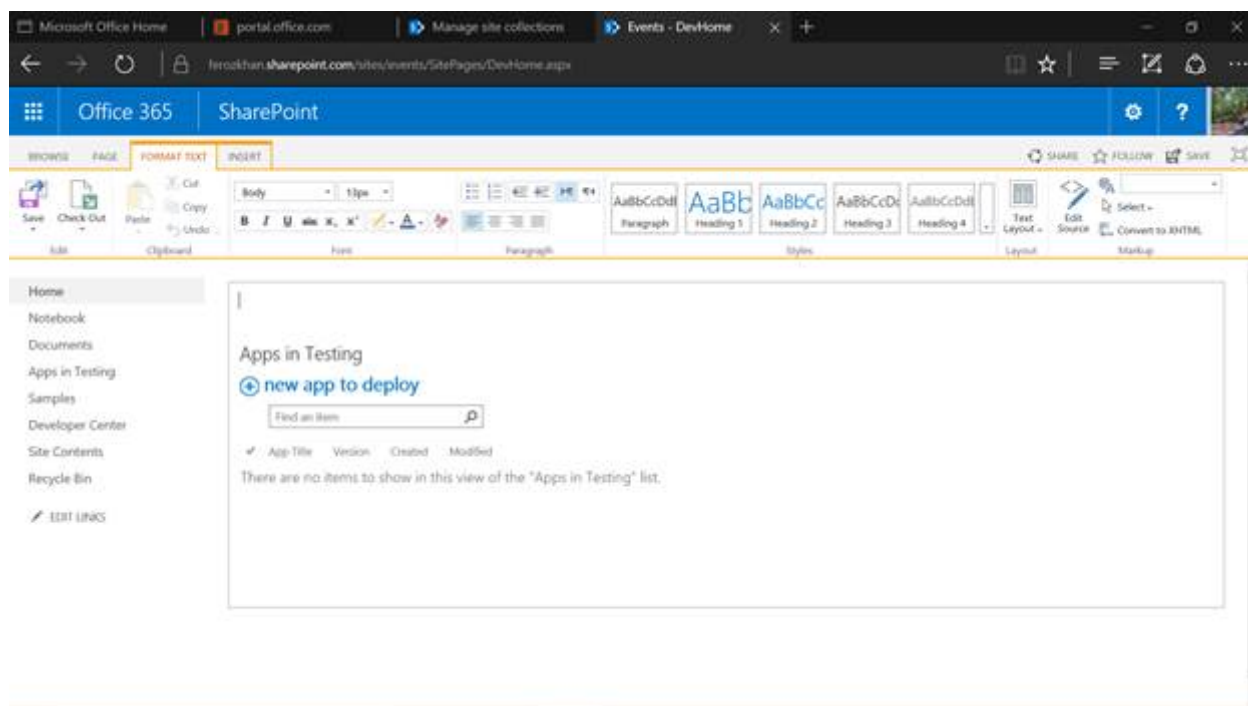 Microsoft Office Home portal.office.com Manage site collections Events - DevHome
ferozkhan.sharepoint.com/sites/events/SitePages/DevHome.aspx
Office 365 SharePoint ?
BROWSE PAGE FORMAT TEXT INSERT SHARE FOLLOW SAVE
Save Check Out Paste Cut Copy Undo
Body 13px
B I U abc X, X' A
AaBbCcDdI AaBb AaBbCc AaBbCcDc AaBbCcDdI
Paragraph Heading 1 Heading 2 Heading 3 Heading 4
Text Layout Edit Source Select Convert to XHTML
Edit Clipboard Font Paragraph Styles Layout Markup
Home
Notebook
Documents
Apps in Testing
Samples
Developer Center
Site Contents
Recycle Bin
EDIT LINKS
Apps in Testing
new app to deploy
Find an item
App Title Version Created Modified
There are no items to show in this view of the "Apps in Testing" list.